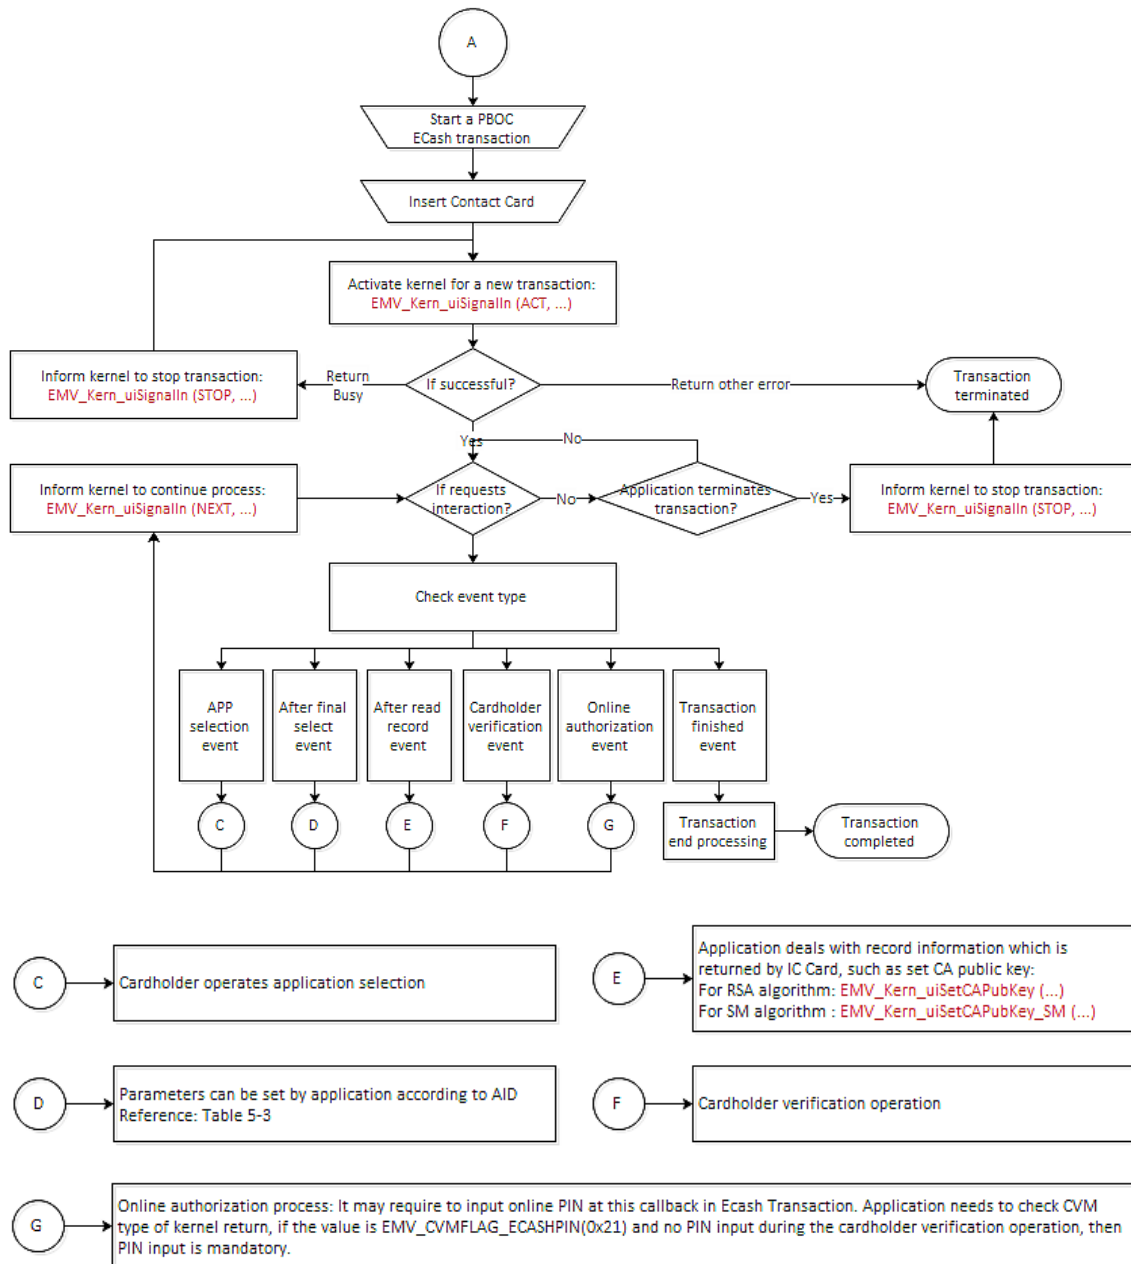 A
Start a PBOC
ECash transaction
Insert Contact Card
Activate kernel for a new transaction:
EMV_Kern_uiSignalIn (ACT, ...)
Inform kernel to stop transaction:
EMV_Kern_uiSignalIn (STOP, ...)
Return
Busy
If successful?
Return other error
Transaction
terminated
Yes
No
Inform kernel to continue process:
EMV_Kern_uiSignalIn (NEXT, ...)
If requests
interaction?
No
Application terminates
transaction?
Yes
Inform kernel to stop transaction:
EMV_Kern_uiSignalIn (STOP, ...)
Check event type
APP
selection
event
After final
select event
After read
record
event
Cardholder
verification
event
Online
authorization
event
Transaction
finished
event
C
D
E
F
G
Transaction
end processing
Transaction
completed
C
Cardholder operates application selection
E
Application deals with record information which is
returned by IC Card, such as set CA public key:
For RSA algorithm: EMV_Kern_uiSetCAPubKey (...)
For SM algorithm : EMV_Kern_uiSetCAPubKey_SM (...)
D
Parameters can be set by application according to AID
Reference: Table 5-3
F
Cardholder verification operation
G
Online authorization process: It may require to input online PIN at this callback in Ecash Transaction. Application needs to check CVM
type of kernel return, if the value is EMV_CVMFLAG_ECASHPIN(0x21) and no PIN input during the cardholder verification operation, then
PIN input is mandatory.